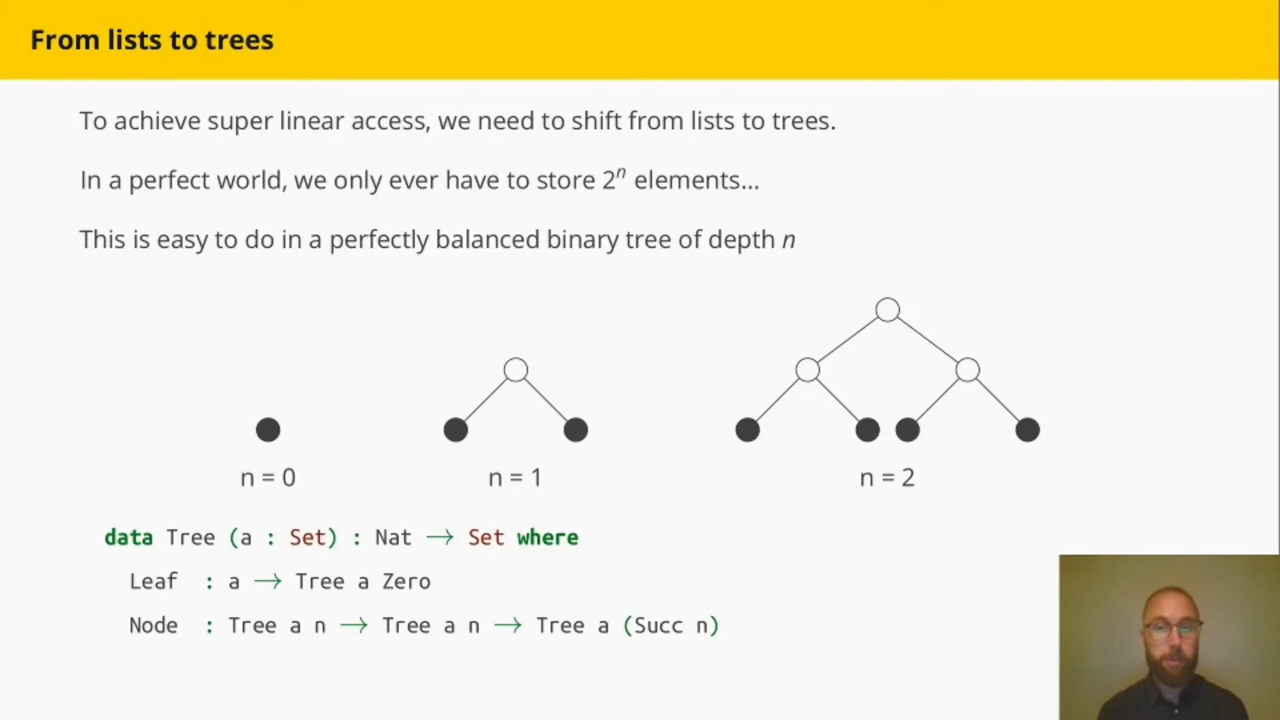 From lists to trees
To achieve super linear access, we need to shift from lists to trees.
In a perfect world, we only ever have to store 2ⁿ elements...
This is easy to do in a perfectly balanced binary tree of depth n
n = 0 n = 1 n = 2
data Tree (a : Set) : Nat → Set where
Leaf : a → Tree a Zero
Node : Tree a n → Tree a n → Tree a (Succ n)